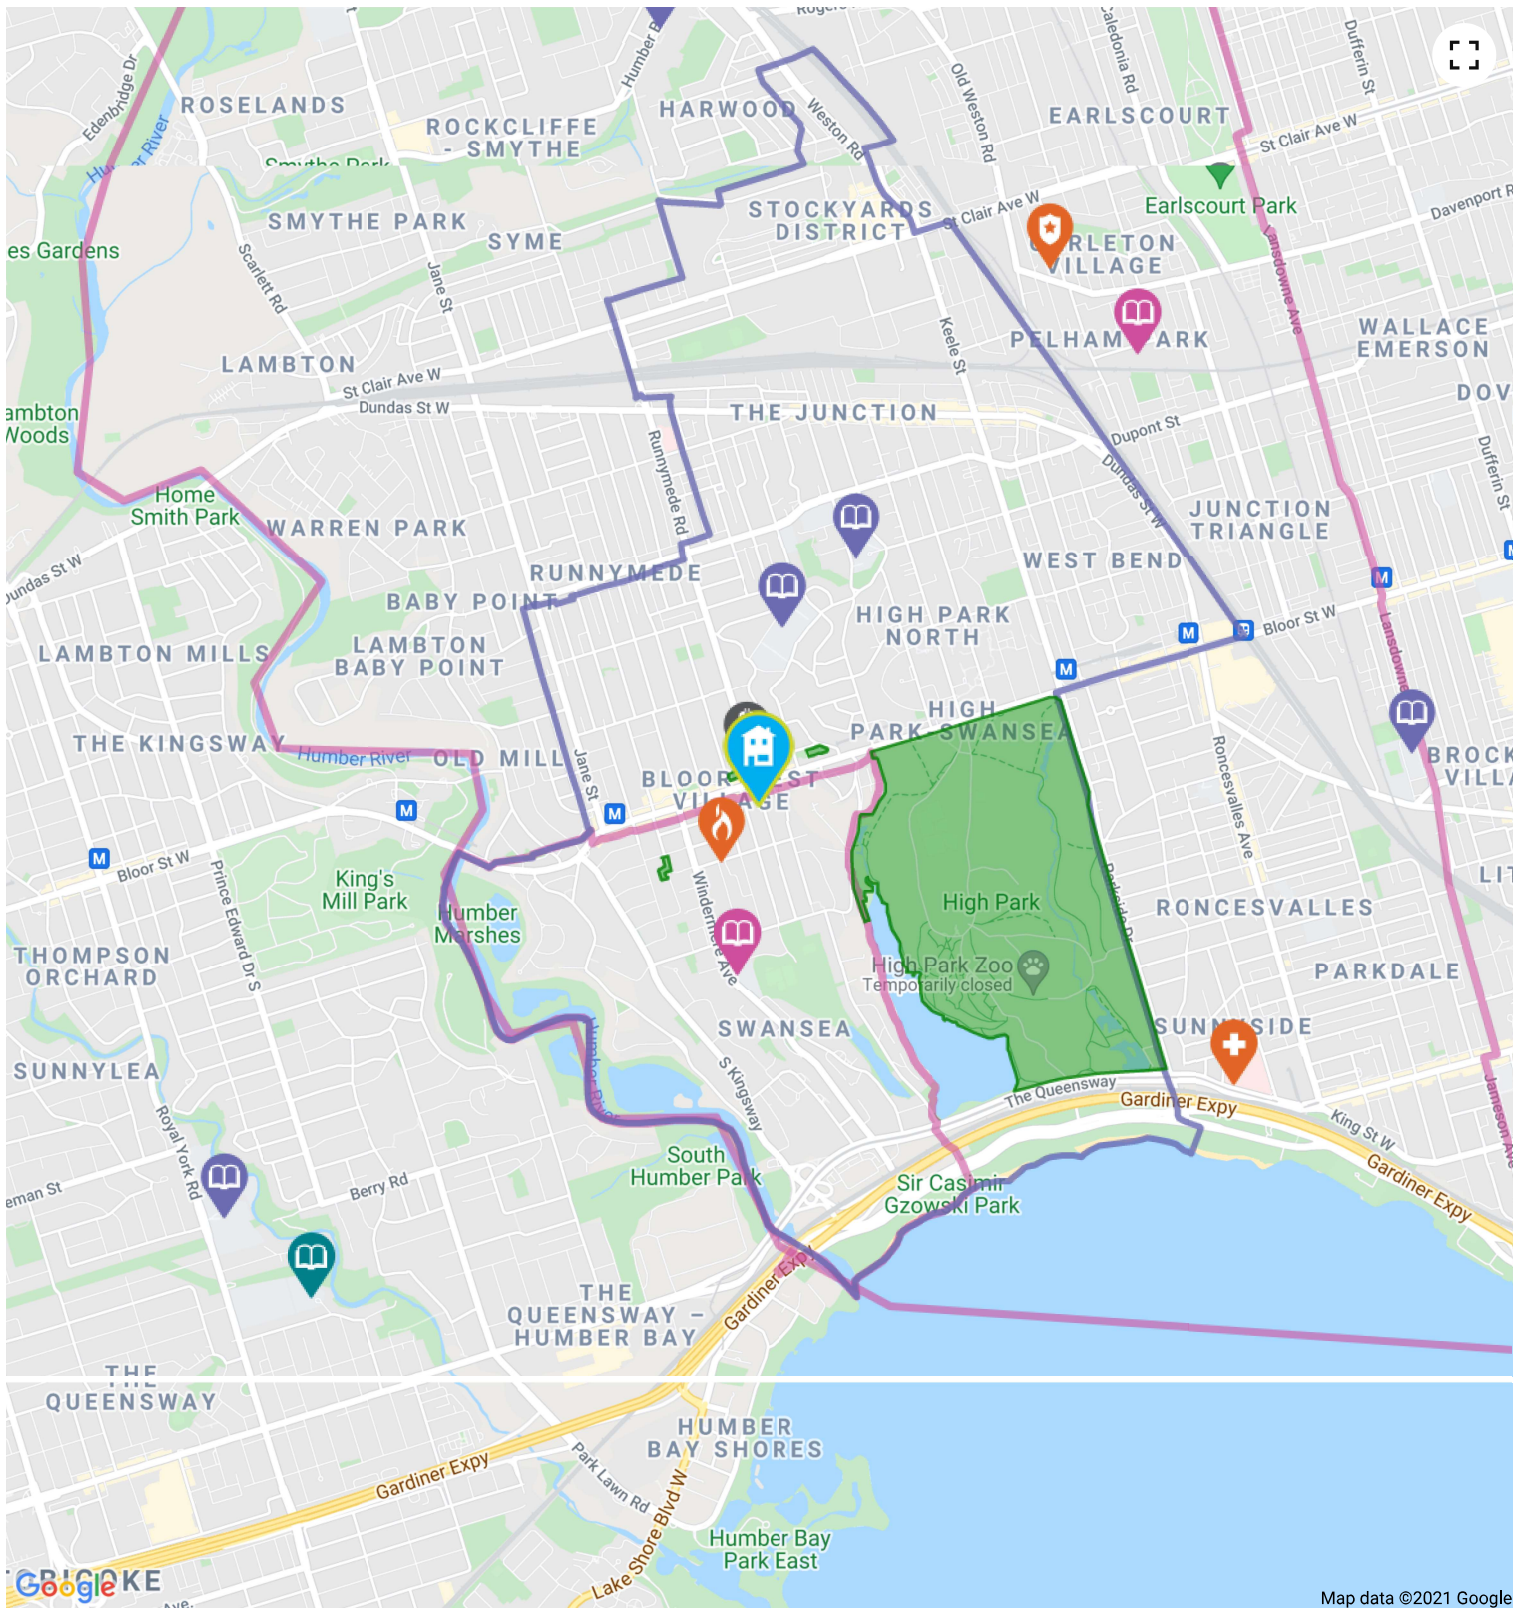 Rogers
Edenbridge Dr
Humber B
Caledonia Rd
Dufferin St
ROSELANDS
ROCKCLIFFE
- SMYTHE
HARWOOD
Weston Rd
Old Weston Rd
EARLSCOURT
St Clair Ave W
Smythe Park
SMYTHE PARK
SYME
STOCKYARDS
DISTRICT
St Clair Ave W
Earlscourt Park
Davenport R
es Gardens
Scarlett Rd
Jane St
VILLAGE
Lansdowne Ave
Keele St
WALLACE
EMERSON
LAMBTON
St Clair Ave W
Dundas St W
THE JUNCTION
Dupont St
DOV
ambton
Woods
Runnymede Rd
Dundas St W
Dufferin St
Home
Smith Park
WARREN PARK
JUNCTION
TRIANGLE
WEST BEND
M
Dundas St W
RUNNYMEDE
BABY POINT
M
HIGH PARK
NORTH
M
Bloor St W
LAMBTON MILLS
LAMBTON
BABY POINT
M
Lansdowne
HIGH
PARK-SWANSEA
THE KINGSWAY
Humber River
OLD MILL
Jane St
Roncesvalles Ave
BROCK
VILLA
M
M
M
Bloor St W
Prince Edward Dr S
King's
Mill Park
Humber
Marshes
Windermere Ave
High Park
Parkside Dr
RONCESVALLES
LIT
THOMPSON
ORCHARD
High Park Zoo
Temporarily closed
PARKDALE
SWANSEA
SUNNYSIDE
SUNNYLEA
Humber River
S Kingsway
The Queensway
Gardiner Expy
King St W
Jameson Ave
Royal York Rd
Berry Rd
South
Humber Park
Sir Casimir
Gzowski Park
Gardiner Expy
eman St
Gardiner Expy
THE
QUEENSWAY –
HUMBER BAY
THE
QUEENSWAY
HUMBER
BAY SHORES
Park Lawn Rd
Gardiner Expy
Lake Shore Blvd W
Humber Bay
Park East
Google
Map data ©2021 Google